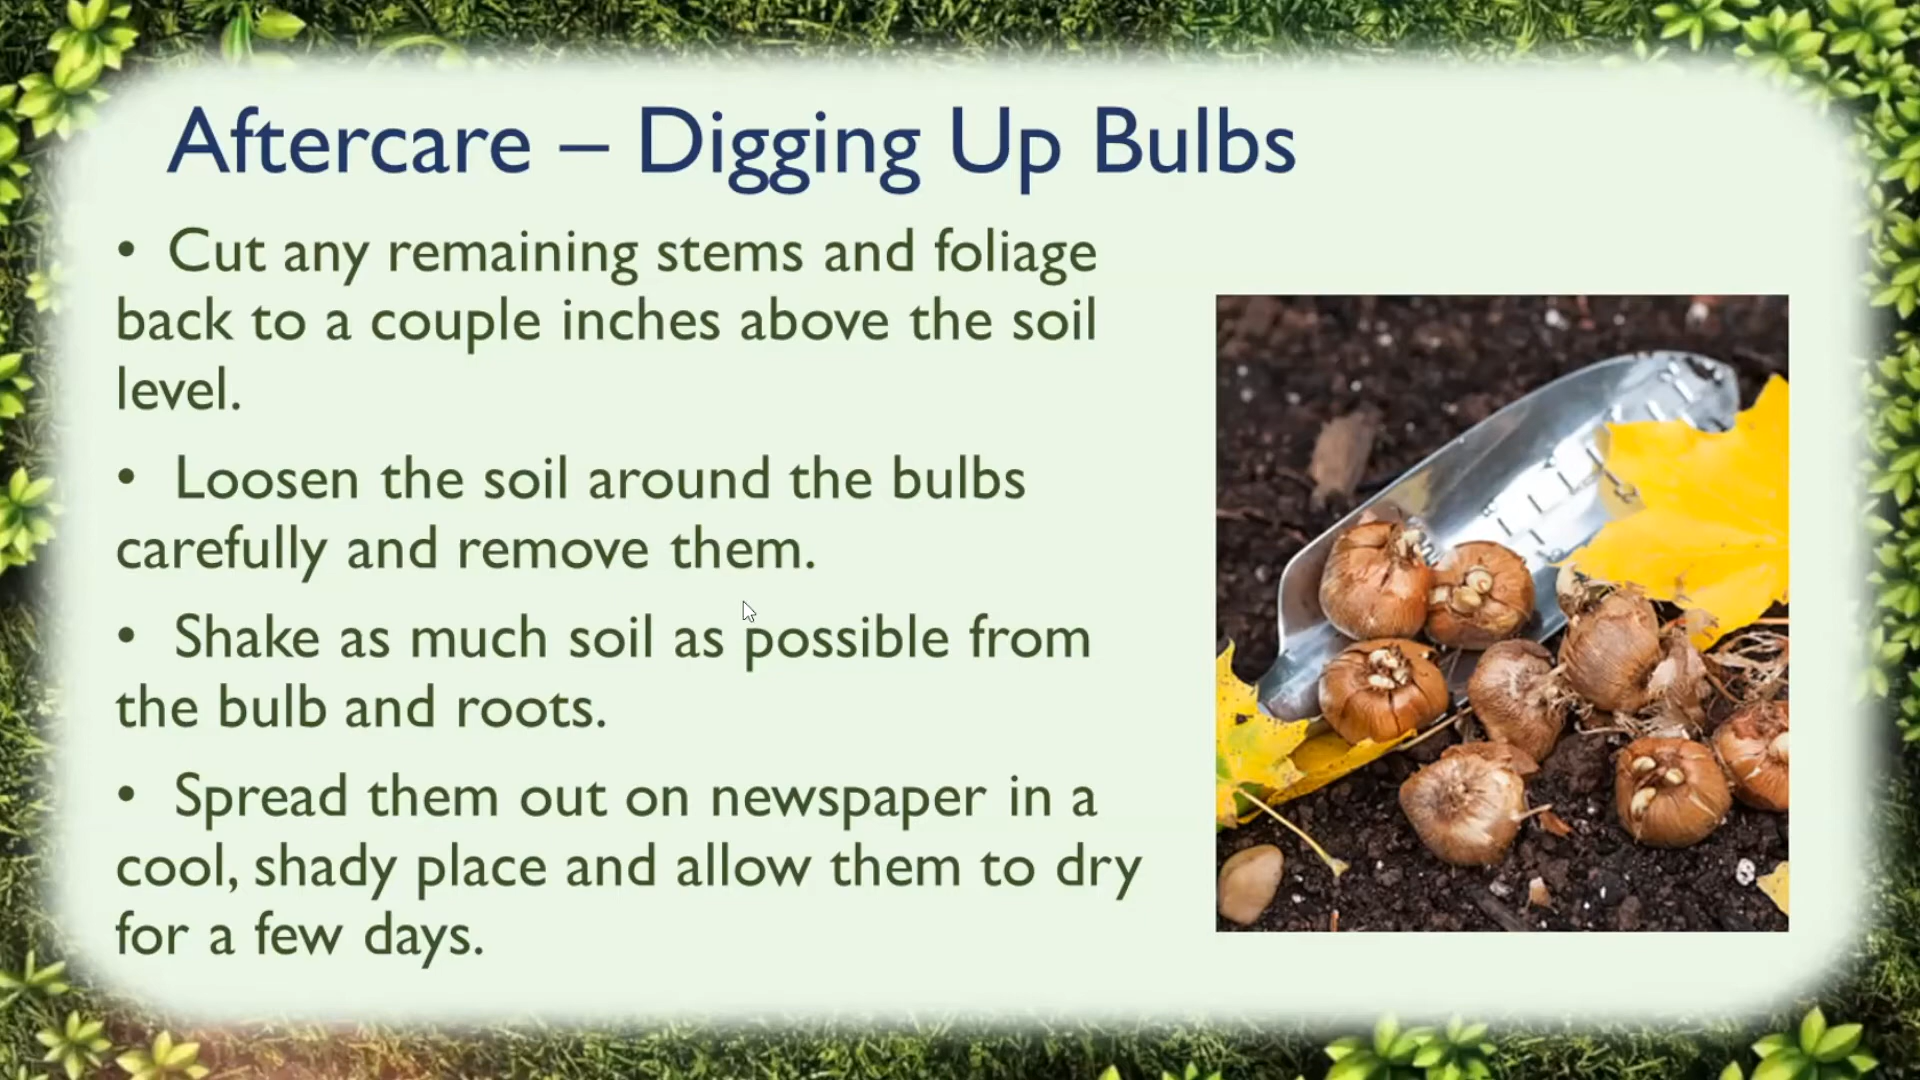 Aftercare – Digging Up Bulbs
• Cut any remaining stems and foliage
back to a couple inches above the soil
level.
• Loosen the soil around the bulbs
carefully and remove them.
• Shake as much soil as possible from
the bulb and roots.
• Spread them out on newspaper in a
cool, shady place and allow them to dry
for a few days.